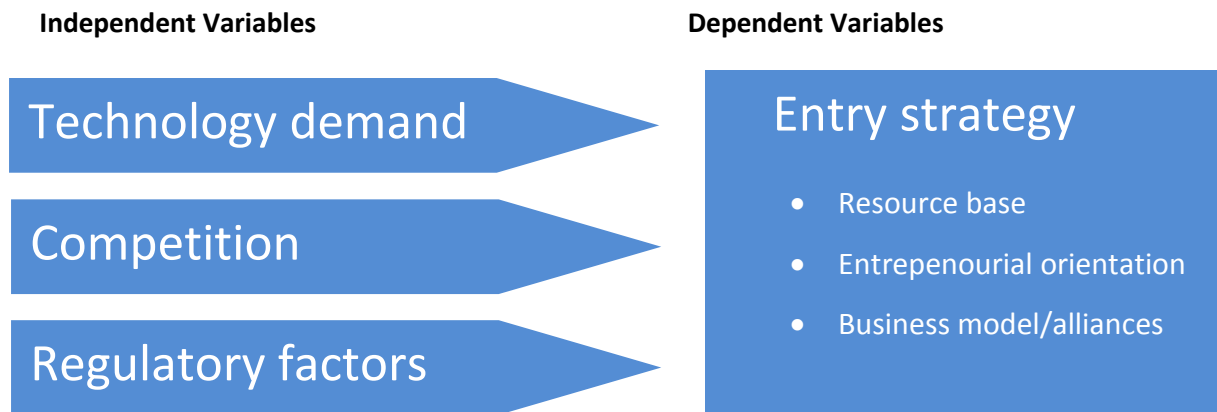 Independent Variables
Dependent Variables
Technology demand
Competition
Regulatory factors
Entry strategy
• Resource base
• Entrepenourial orientation
• Business model/alliances